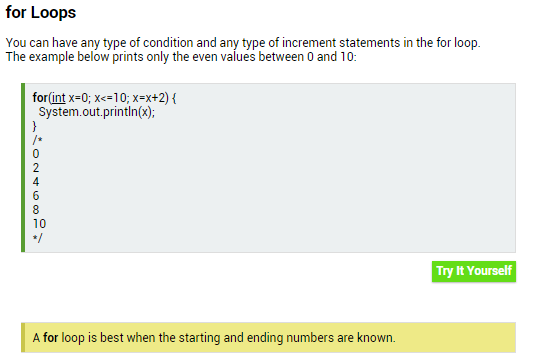 for Loops
You can have any type of condition and any type of increment statements in the for loop.
The example below prints only the even values between 0 and 10:
for(int x=0; x<=10; x=x+2) {
System.out.println(x);
}
/*
0
2
4
6
8
10
*/
Try It Yourself
A for loop is best when the starting and ending numbers are known.